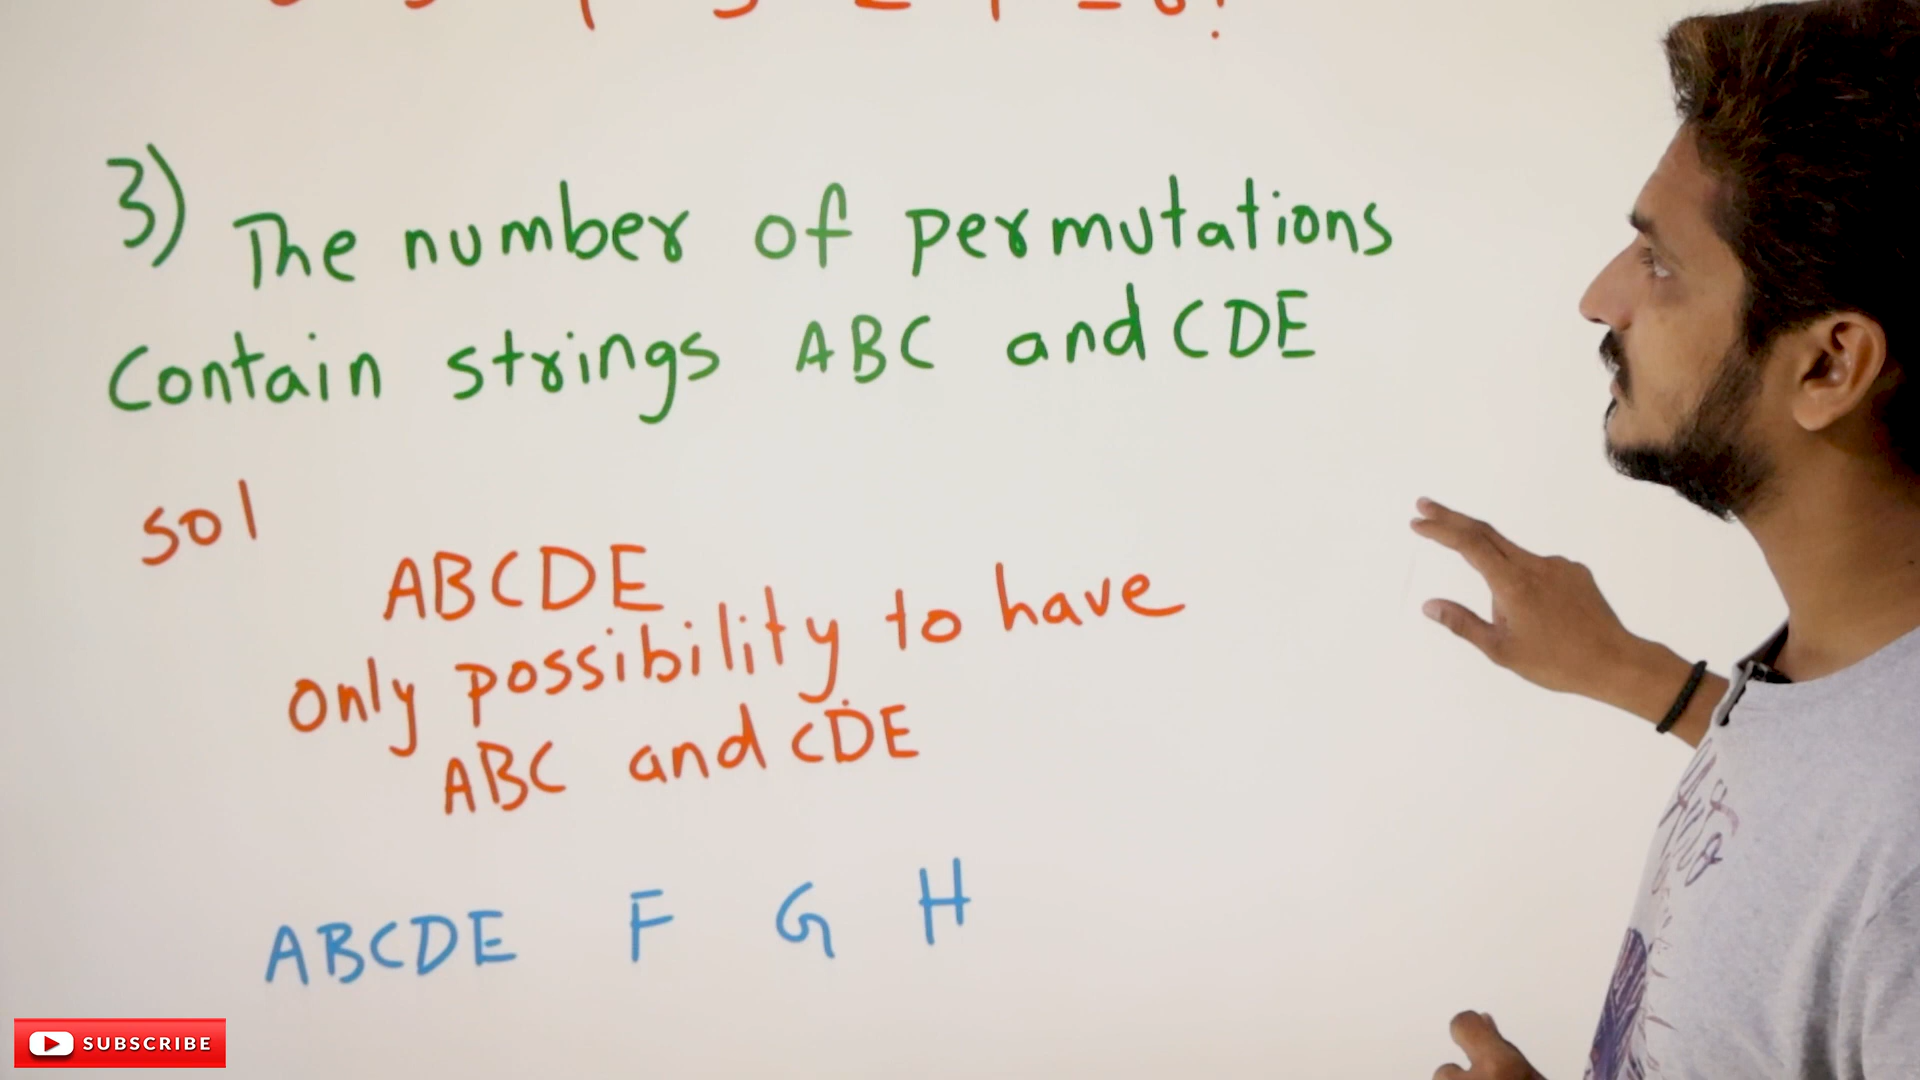 3) The number of permutations
Contain strings ABC and CDE
sol
ABCDE
only possibility to have
ABC and CDE
ABCDE F G H
SUBSCRIBE